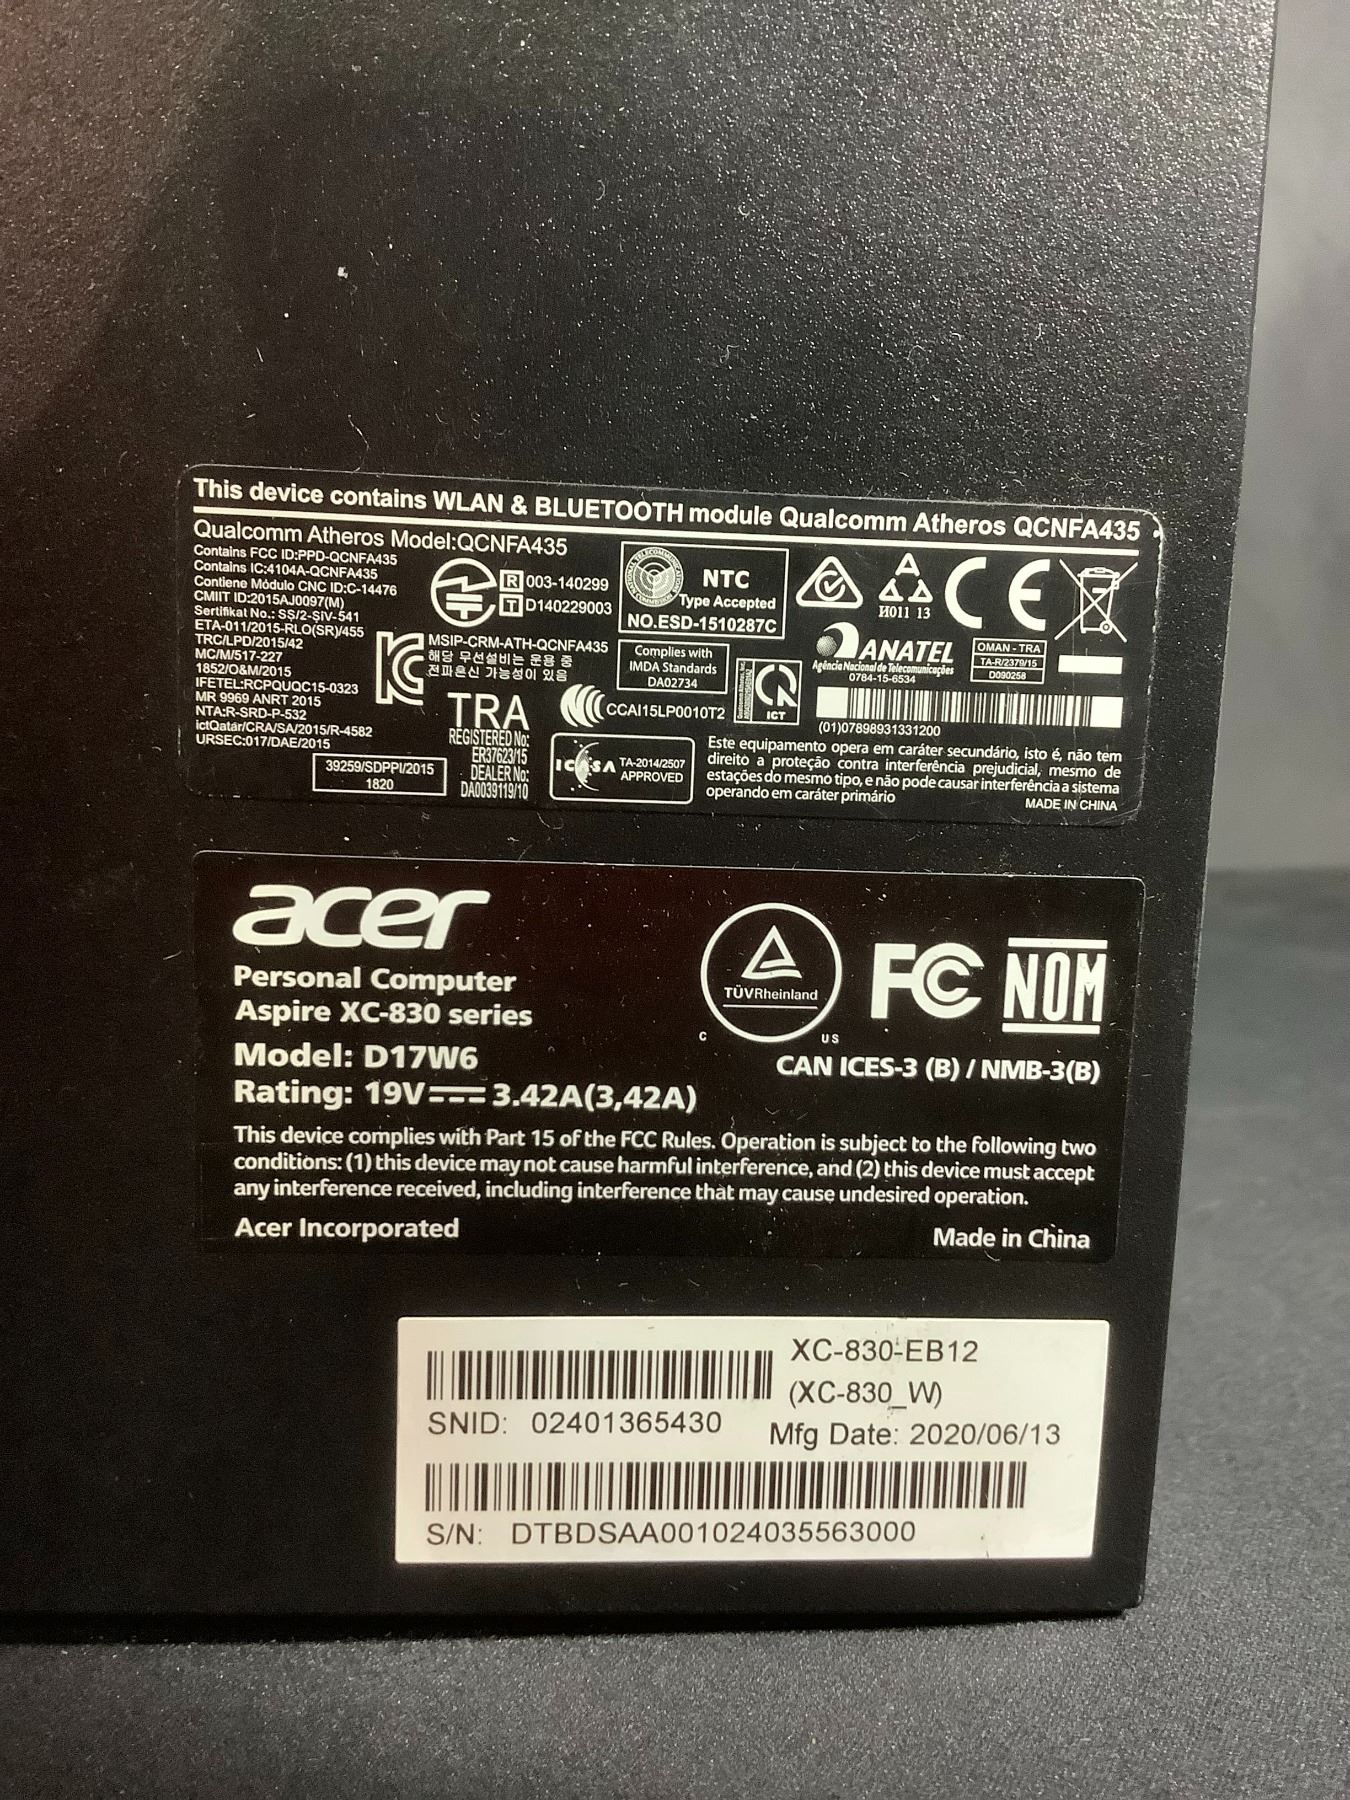 This device contains WLAN & BLUETOOTH module Qualcomm Atheros QCNFA435
Qualcomm Atheros Model:QCNFA435
Contains FCC ID:PPD-QCNFA435
Contains IC:4104A-QCNFA435
Contiene Módulo CNC ID:C-14476
CMIIT ID:2015AJ0097(M)
Sertifikat No.: SŞ/2-ŞİV-541
ETA-011/2015-RLO(SR)/455
TRC/LPD/2015/42
MC/M/517-227
1852/O&M/2015
IFETEL:RCPQUQC15-0323
MR 9969 ANRT 2015
NTA:R-SRD-P-532
ictQatar/CRA/SA/2015/R-4582
URSEC:017/DAE/2015
39259/SDPPI/2015
1820
R 003-140299
T D140229003
MSIP-CRM-ATH-QCNFA435
해당 무선설비는 운용 중
전파혼신 가능성이 있음
TRA
REGISTERED No:
ER37623/15
DEALER No:
DA0039119/10
NTC
Type Accepted
NO.ESD-1510287C
Complies with
IMDA Standards
DA02734
CCAI15LP0010T2
ICASA TA-2014/2507
APPROVED
ICT
A
И011 13
CE
ANATEL
Agência Nacional de Telecomunicações
0784-15-6534
OMAN - TRA
TA-R/2379/15
D090258
(01)07898931331200
Este equipamento opera em caráter secundário, isto é, não tem
direito a proteção contra interferência prejudicial, mesmo de
estações do mesmo tipo, e não pode causar interferência a sistema
operando em caráter primário
MADE IN CHINA
acer
Personal Computer
Aspire XC-830 series
Model: D17W6
Rating: 19V⎓3.42A(3,42A)
TÜVRheinland
C US
FC
NOM
CAN ICES-3 (B) / NMB-3(B)
This device complies with Part 15 of the FCC Rules. Operation is subject to the following two
conditions: (1) this device may not cause harmful interference, and (2) this device must accept
any interference received, including interference that may cause undesired operation.
Acer Incorporated
Made in China
XC-830-EB12
(XC-830_W)
SNID: 02401365430
Mfg Date: 2020/06/13
S/N: DTBDSAA001024035563000